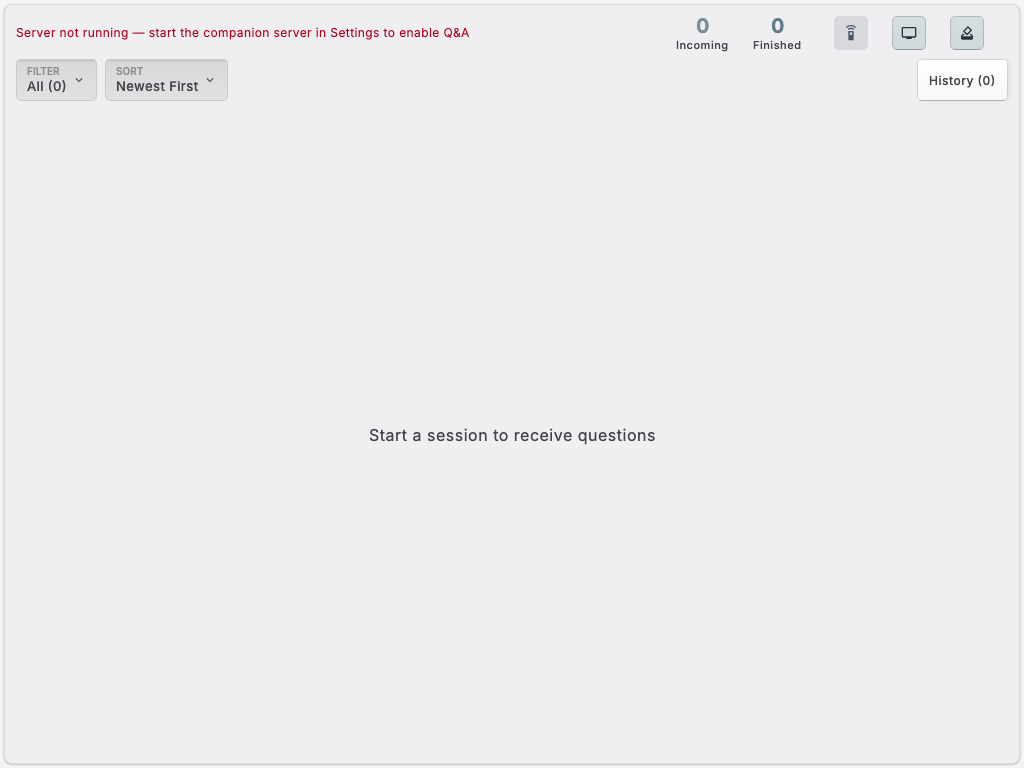 Server not running — start the companion server in Settings to enable Q&A
0
Incoming
0
Finished
FILTER
All (0)
SORT
Newest First
History (0)
Start a session to receive questions